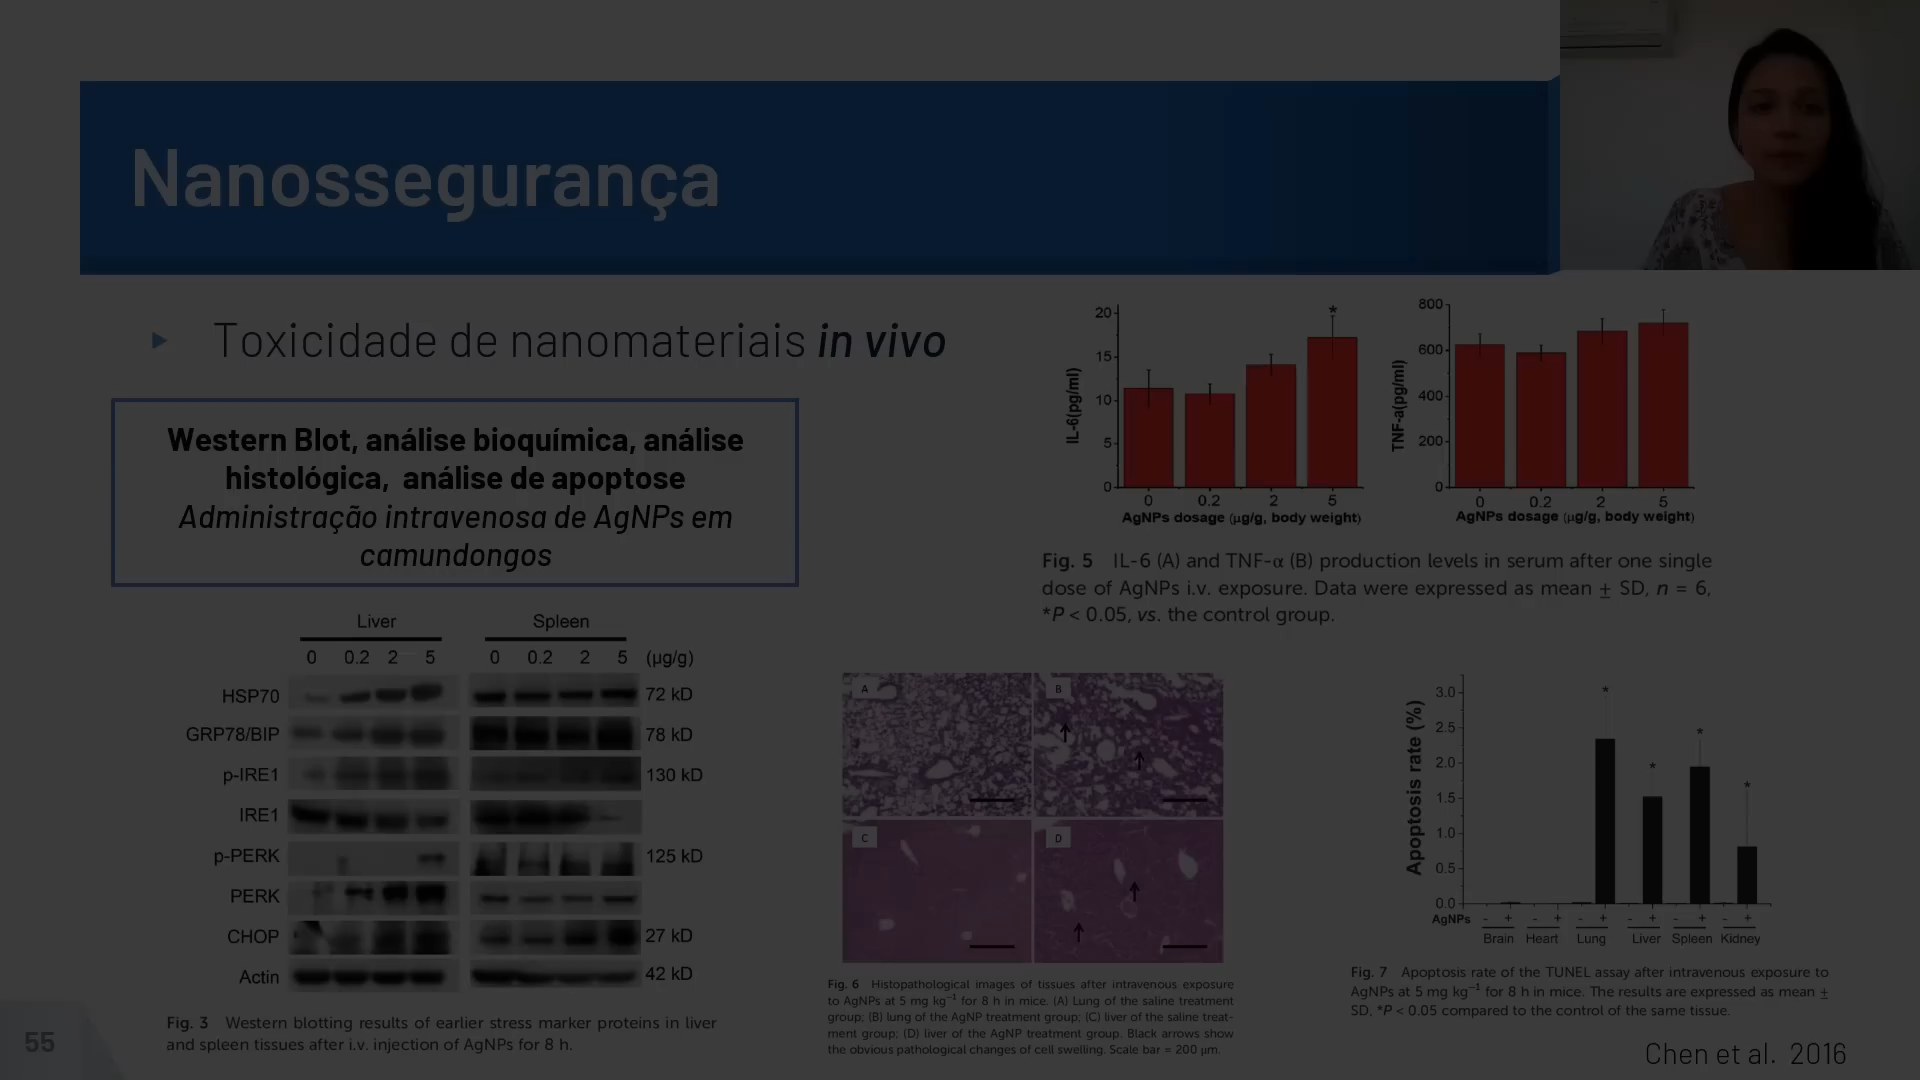 Nanossegurança
Toxicidade de nanomateriais in vivo
Western Blot, análise bioquímica, análise
histológica, análise de apoptose
Administração intravenosa de AgNPs em
camundongos
Liver Spleen
0 0.2 2 5 0 0.2 2 5 (µg/g)
HSP70 72 kD
GRP78/BIP 78 kD
p-IRE1 130 kD
IRE1
p-PERK 125 kD
PERK
CHOP 27 kD
Actin 42 kD
Fig. 3 Western blotting results of earlier stress marker proteins in liver
and spleen tissues after i.v. injection of AgNPs for 8 h.
IL-6(pg/ml)
20
15
10
5
0
*
0 0.2 2 5
AgNPs dosage (µg/g, body weight)
TNF-a(pg/ml)
800
600
400
200
0
0 0.2 2 5
AgNPs dosage (µg/g, body weight)
Fig. 5 IL-6 (A) and TNF-α (B) production levels in serum after one single
dose of AgNPs i.v. exposure. Data were expressed as mean ± SD, n = 6,
*P < 0.05, vs. the control group.
A B
C D
Fig. 6 Histopathological images of tissues after intravenous exposure
to AgNPs at 5 mg kg⁻¹ for 8 h in mice. (A) Lung of the saline treatment
group; (B) lung of the AgNP treatment group; (C) liver of the saline treat-
ment group; (D) liver of the AgNP treatment group. Black arrows show
the obvious pathological changes of cell swelling. Scale bar = 200 µm.
Apoptosis rate (%)
3.0
2.5
2.0
1.5
1.0
0.5
0.0
* * * *
AgNPs - + - + - + - + - + - +
Brain Heart Lung Liver Spleen Kidney
Fig. 7 Apoptosis rate of the TUNEL assay after intravenous exposure to
AgNPs at 5 mg kg⁻¹ for 8 h in mice. The results are expressed as mean ±
SD. *P < 0.05 compared to the control of the same tissue.
Chen et al. 2016
55